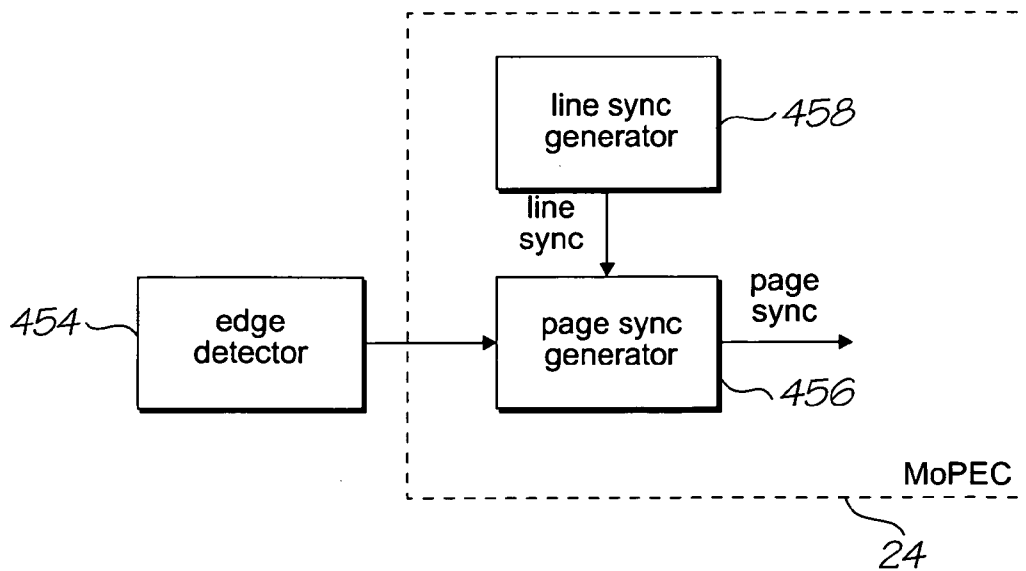 line sync
generator
458
line
sync
454
edge
detector
page sync
generator
page
sync
456
MoPEC
24